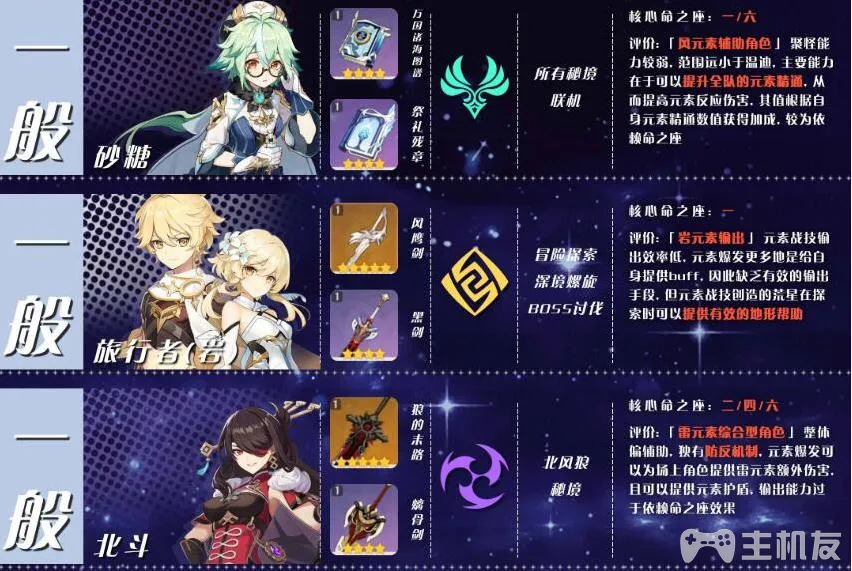 一般
砂糖
1
万国诸海图谱
1
祭礼残章
所有秘境
联机
核心命之座：一/六
评价：「风元素辅助角色」聚怪能
力较弱，范围远小于温迪，主要能力
在于可以提升全队的元素精通，从
而提高元素反应伤害，其值根据自
身元素精通数值获得加成，较为依
赖命之座
一般
旅行者(岩)
1
风鹰剑
1
黑剑
冒险探索
深境螺旋
BOSS讨伐
核心命之座：一
评价：「岩元素输出」元素战技输
出效率低，元素爆发更多地是给自
身提供buff，因此缺乏有效的输出
手段，但元素战技创造的荒星在探
索时可以提供有效的地形帮助
一般
北斗
1
狼的末路
1
螭骨剑
北风狼
秘境
核心命之座：二/四/六
评价：「雷元素综合型角色」整体
偏辅助，独有防反机制，元素爆发可
以为场上角色提供雷元素额外伤害，
且可以提供元素护盾，输出能力过
于依赖命之座效果
主机友